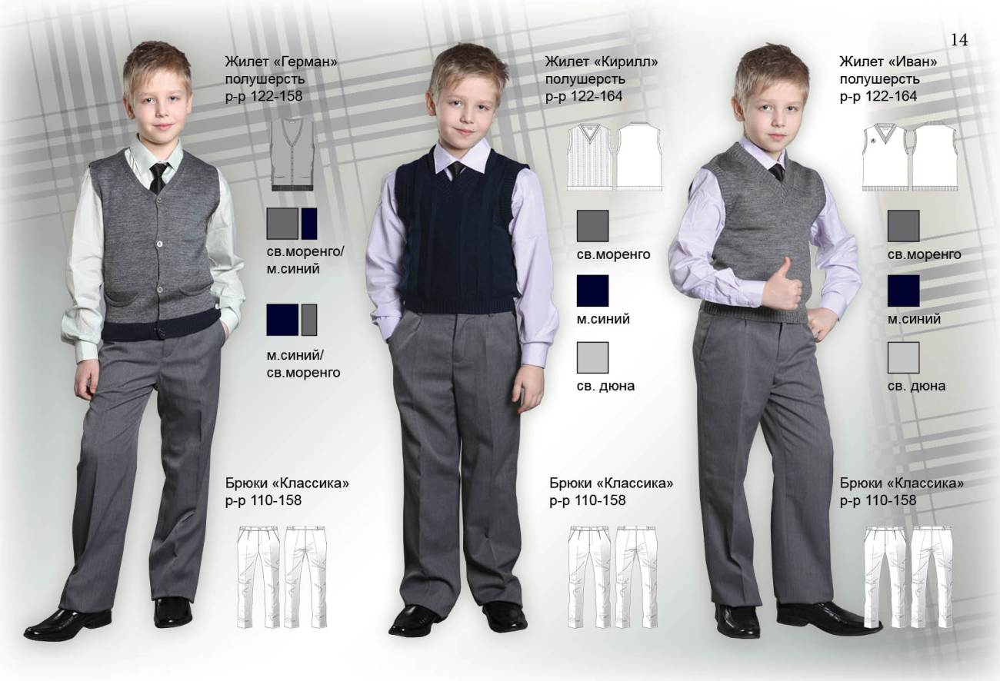 14
Жилет «Герман»
полушерсть
р-р 122-158
св.моренго/
м.синий
м.синий/
св.моренго
Брюки «Классика»
р-р 110-158
Жилет «Кирилл»
полушерсть
р-р 122-164
св.моренго
м.синий
св. дюна
Брюки «Классика»
р-р 110-158
Жилет «Иван»
полушерсть
р-р 122-164
св.моренго
м.синий
св. дюна
Брюки «Классика»
р-р 110-158